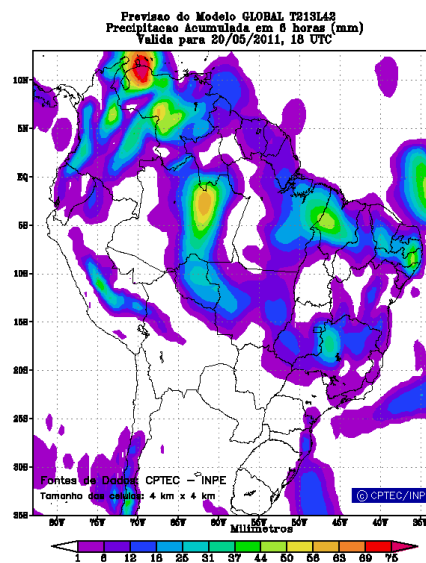 Previsao do Modelo GLOBAL T213L42
Precipitacao Acumulada em 6 horas (mm)
Valida para 20/05/2011, 18 UTC
10N
5N
EQ
5S
10S
15S
20S
25S
30S
35S
Fontes de Dados: CPTEC - INPE
Tamanho das celulas: 4 km x 4 km
© CPTEC/INP
80W 75W 70W 65W 60W 55W 50W 45W 40W 35W
Milimetros
1 6 12 18 25 31 37 44 50 56 63 69 75